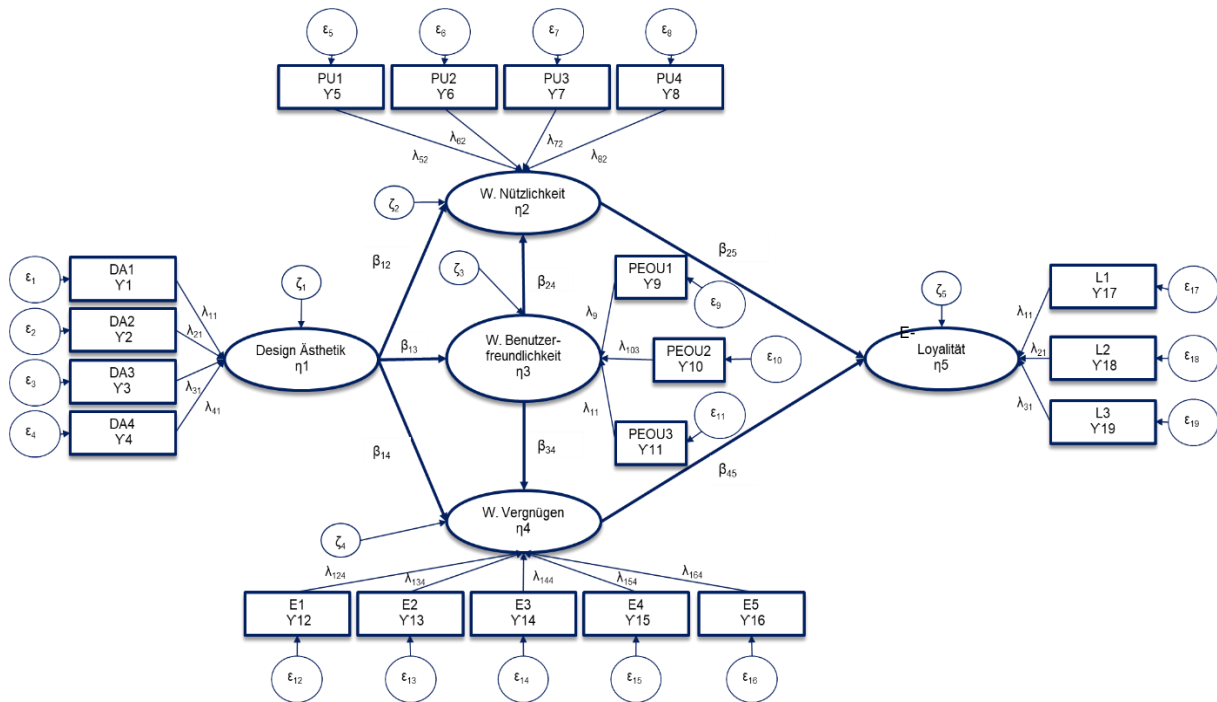 ε₅
ε₆
ε₇
ε₈
PU1
Y5
PU2
Y6
PU3
Y7
PU4
Y8
λ₅₂
λ₆₂
λ₇₂
λ₈₂
W. Nützlichkeit
η2
ζ₂
β₁₂
β₂₄
β₂₅
ζ₃
ε₁
DA1
Y1
λ₁₁
ε₂
DA2
Y2
λ₂₁
ε₃
DA3
Y3
λ₃₁
ε₄
DA4
Y4
λ₄₁
ζ₁
Design Ästhetik
η1
β₁₃
W. Benutzer-
freundlichkeit
η3
PEOU1
Y9
ε₉
λ₉
PEOU2
Y10
ε₁₀
λ₁₀₃
PEOU3
Y11
ε₁₁
λ₁₁
ζ₅
E-
Loyalität
η5
L1
Y17
ε₁₇
λ₁₁
L2
Y18
ε₁₈
λ₂₁
L3
Y19
ε₁₉
λ₃₁
β₁₄
β₃₄
β₄₅
W. Vergnügen
η4
ζ₄
λ₁₂₄
λ₁₃₄
λ₁₄₄
λ₁₅₄
λ₁₆₄
E1
Y12
E2
Y13
E3
Y14
E4
Y15
E5
Y16
ε₁₂
ε₁₃
ε₁₄
ε₁₅
ε₁₆